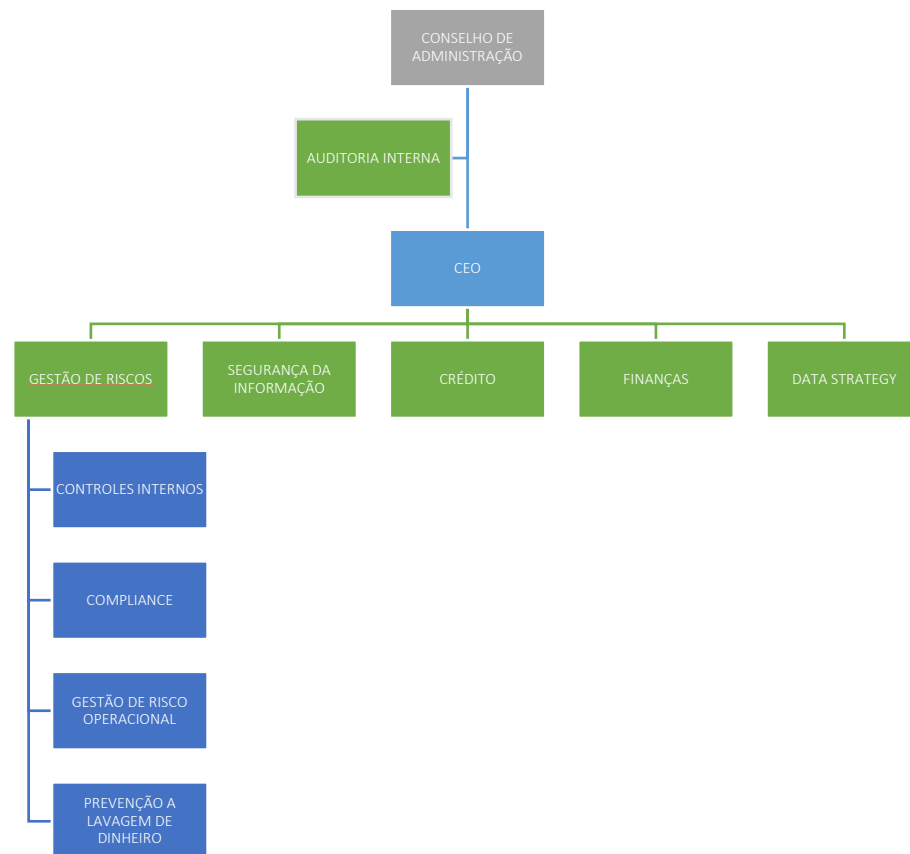 CONSELHO DE
ADMINISTRAÇÃO
AUDITORIA INTERNA
CEO
GESTÃO DE RISCOS
SEGURANÇA DA
INFORMAÇÃO
CRÉDITO
FINANÇAS
DATA STRATEGY
CONTROLES INTERNOS
COMPLIANCE
GESTÃO DE RISCO
OPERACIONAL
PREVENÇÃO A
LAVAGEM DE
DINHEIRO